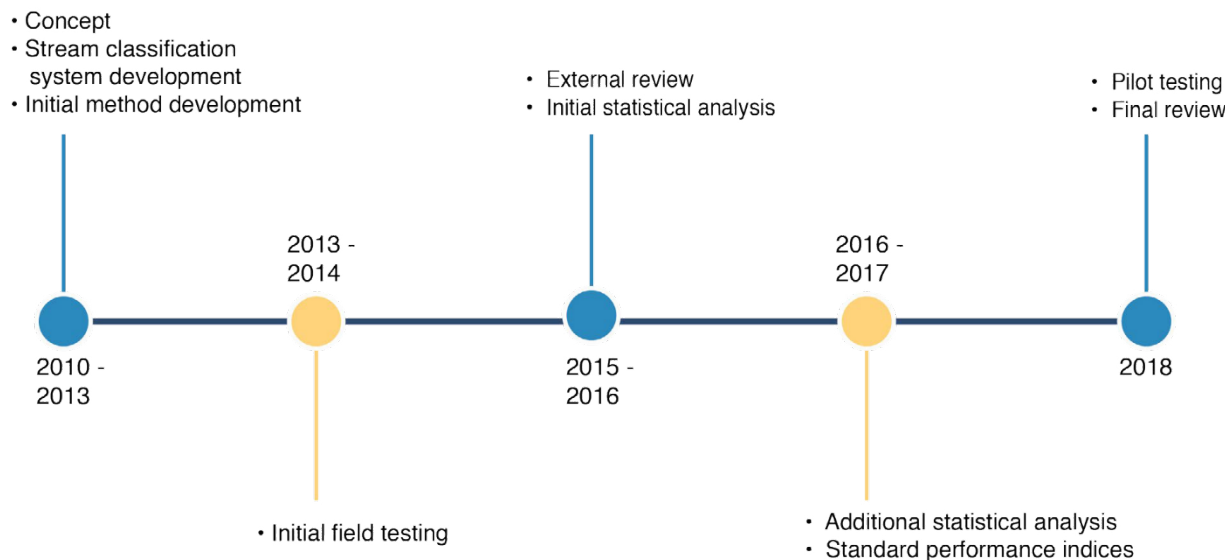 • Concept
• Stream classification
system development
• Initial method development
• External review
• Initial statistical analysis
• Pilot testing
• Final review
2013 -
2014
2016 -
2017
2010 -
2013
2015 -
2016
2018
• Initial field testing
• Additional statistical analysis
• Standard performance indices